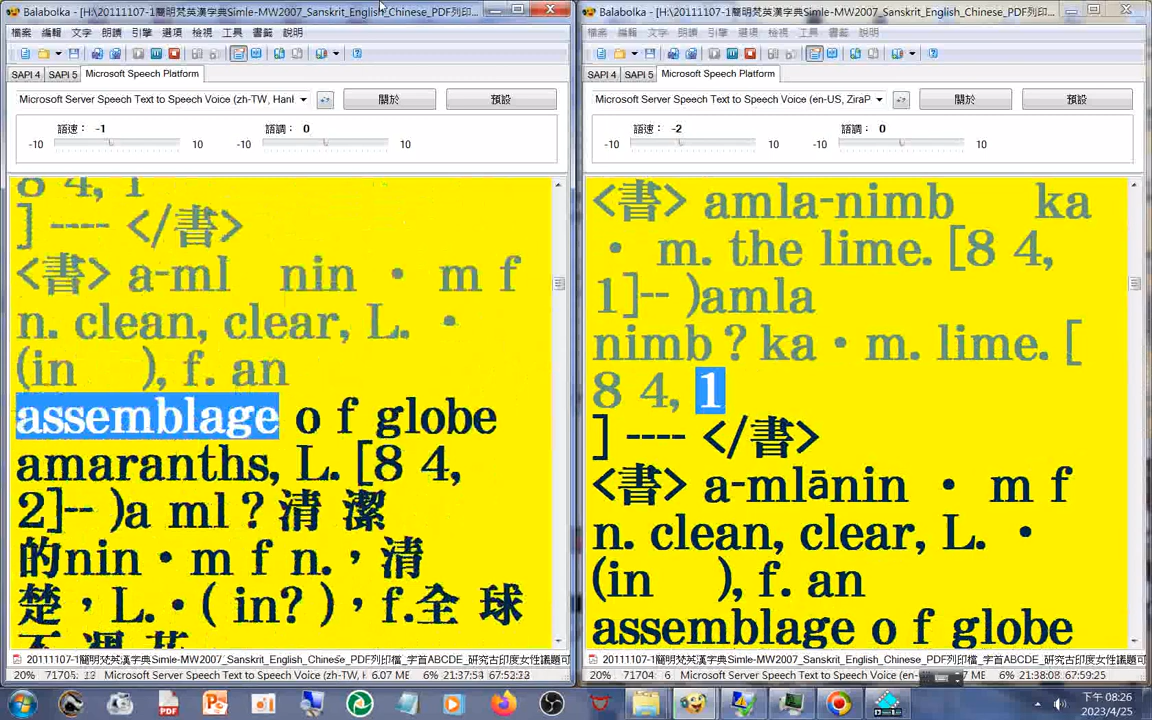 Balabolka - [H:\20111107-1簡明梵英漢字典Simle-MW2007_Sanskrit_English_Chinese_PDF列印...
檔案 編輯 文字 朗讀 引擎 選項 檢視 工具 書籤 說明
SAPI 4 SAPI 5 Microsoft Speech Platform
Microsoft Server Speech Text to Speech Voice (zh-TW, Hanl
關於 預設
語速: -1 語調: 0
-10 10 -10 10
8 4, 1
] ---- </書>
<書> a-ml nin • m f
n. clean, clear, L. •
(in ), f. an
assemblage o f globe
amaranths, L. [8 4,
2]-- )a ml ? 清 潔
的nin • m f n.，清
楚，L. •( in? )，f.全 球
20111107-1簡明梵英漢字典Simle-MW2007_Sanskrit_English_Chinese_PDF列印檔_字首ABCDE_研究古印度女性議題可
20% 71705: 13 Microsoft Server Speech Text to Speech Voice (zh-TW, 6.07 MB 6% 21:37:54 67:52:23
Balabolka - [H:\20111107-1簡明梵英漢字典Simle-MW2007_Sanskrit_English_Chinese_PDF列印...
檔案 編輯 文字 朗讀 引擎 選項 檢視 工具 書籤 說明
SAPI 4 SAPI 5 Microsoft Speech Platform
Microsoft Server Speech Text to Speech Voice (en-US, ZiraP
關於 預設
語速: -2 語調: 0
-10 10 -10 10
<書> amla-nimb ka
• m. the lime. [8 4,
1]-- )amla
nimb ? ka • m. lime. [
8 4, 1
] ---- </書>
<書> a-mlānin • m f
n. clean, clear, L. •
(in ), f. an
assemblage o f globe
20111107-1簡明梵英漢字典Simle-MW2007_Sanskrit_English_Chinese_PDF列印檔_字首ABCDE_研究古印度女性議題可
20% 71704: 6 Microsoft Server Speech Text to Speech Voice (en-US, 6% 21:38:08 67:59:25
下午 08:26
2023/4/25